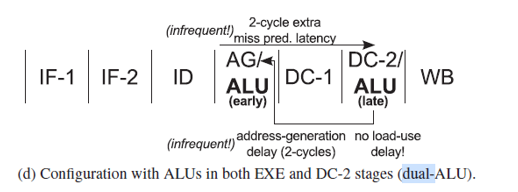 (infrequent!) 2-cycle extra
miss pred. latency
IF-1 IF-2 ID AG/ DC-1 DC-2/ WB
ALU ALU
(early) (late)
(infrequent!) address-generation no load-use
delay (2-cycles) delay!
(d) Configuration with ALUs in both EXE and DC-2 stages (dual-ALU).